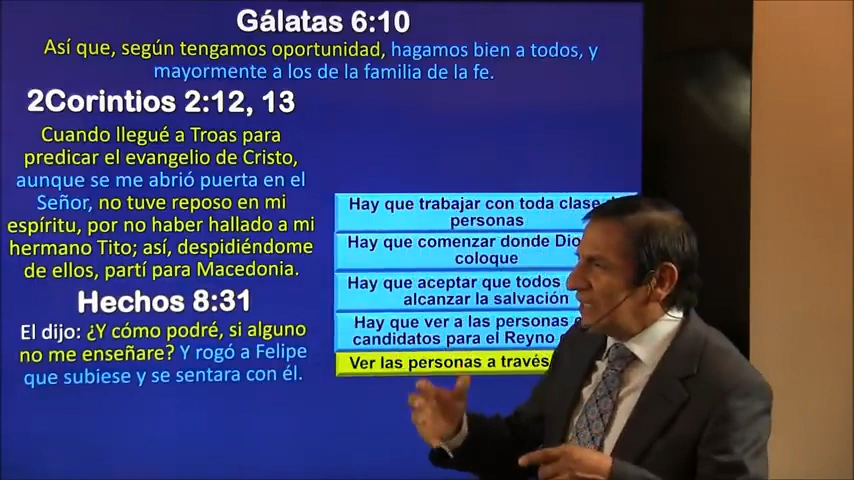 Gálatas 6:10
Así que, según tengamos oportunidad, hagamos bien a todos, y
mayormente a los de la familia de la fe.
2Corintios 2:12, 13
Cuando llegué a Troas para
predicar el evangelio de Cristo,
aunque se me abrió puerta en el
Señor, no tuve reposo en mi
espíritu, por no haber hallado a mi
hermano Tito; así, despidiéndome
de ellos, partí para Macedonia.
Hechos 8:31
El dijo: ¿Y cómo podré, si alguno
no me enseñare? Y rogó a Felipe
que subiese y se sentara con él.
Hay que trabajar con toda clase
personas
Hay que comenzar donde
coloque
Hay que aceptar que todos
alcanzar la salvación
Hay que ver a las personas
candidatos para el Reyno
Ver las personas a través